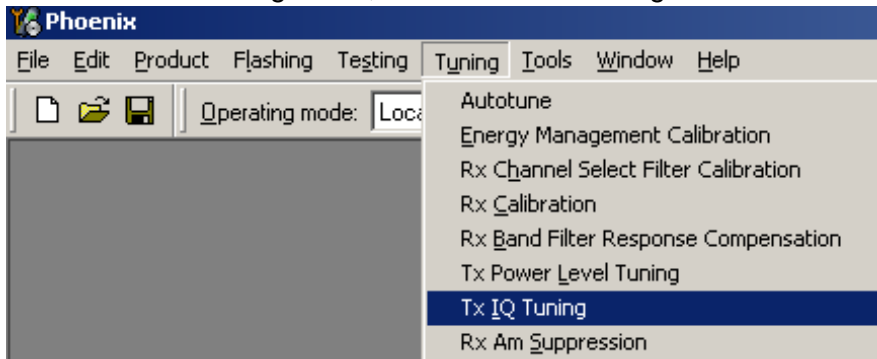 Phoenix
File Edit Product Flashing Testing Tuning Tools Window Help
Operating mode: Loca
Autotune
Energy Management Calibration
Rx Channel Select Filter Calibration
Rx Calibration
Rx Band Filter Response Compensation
Tx Power Level Tuning
Tx IQ Tuning
Rx Am Suppression